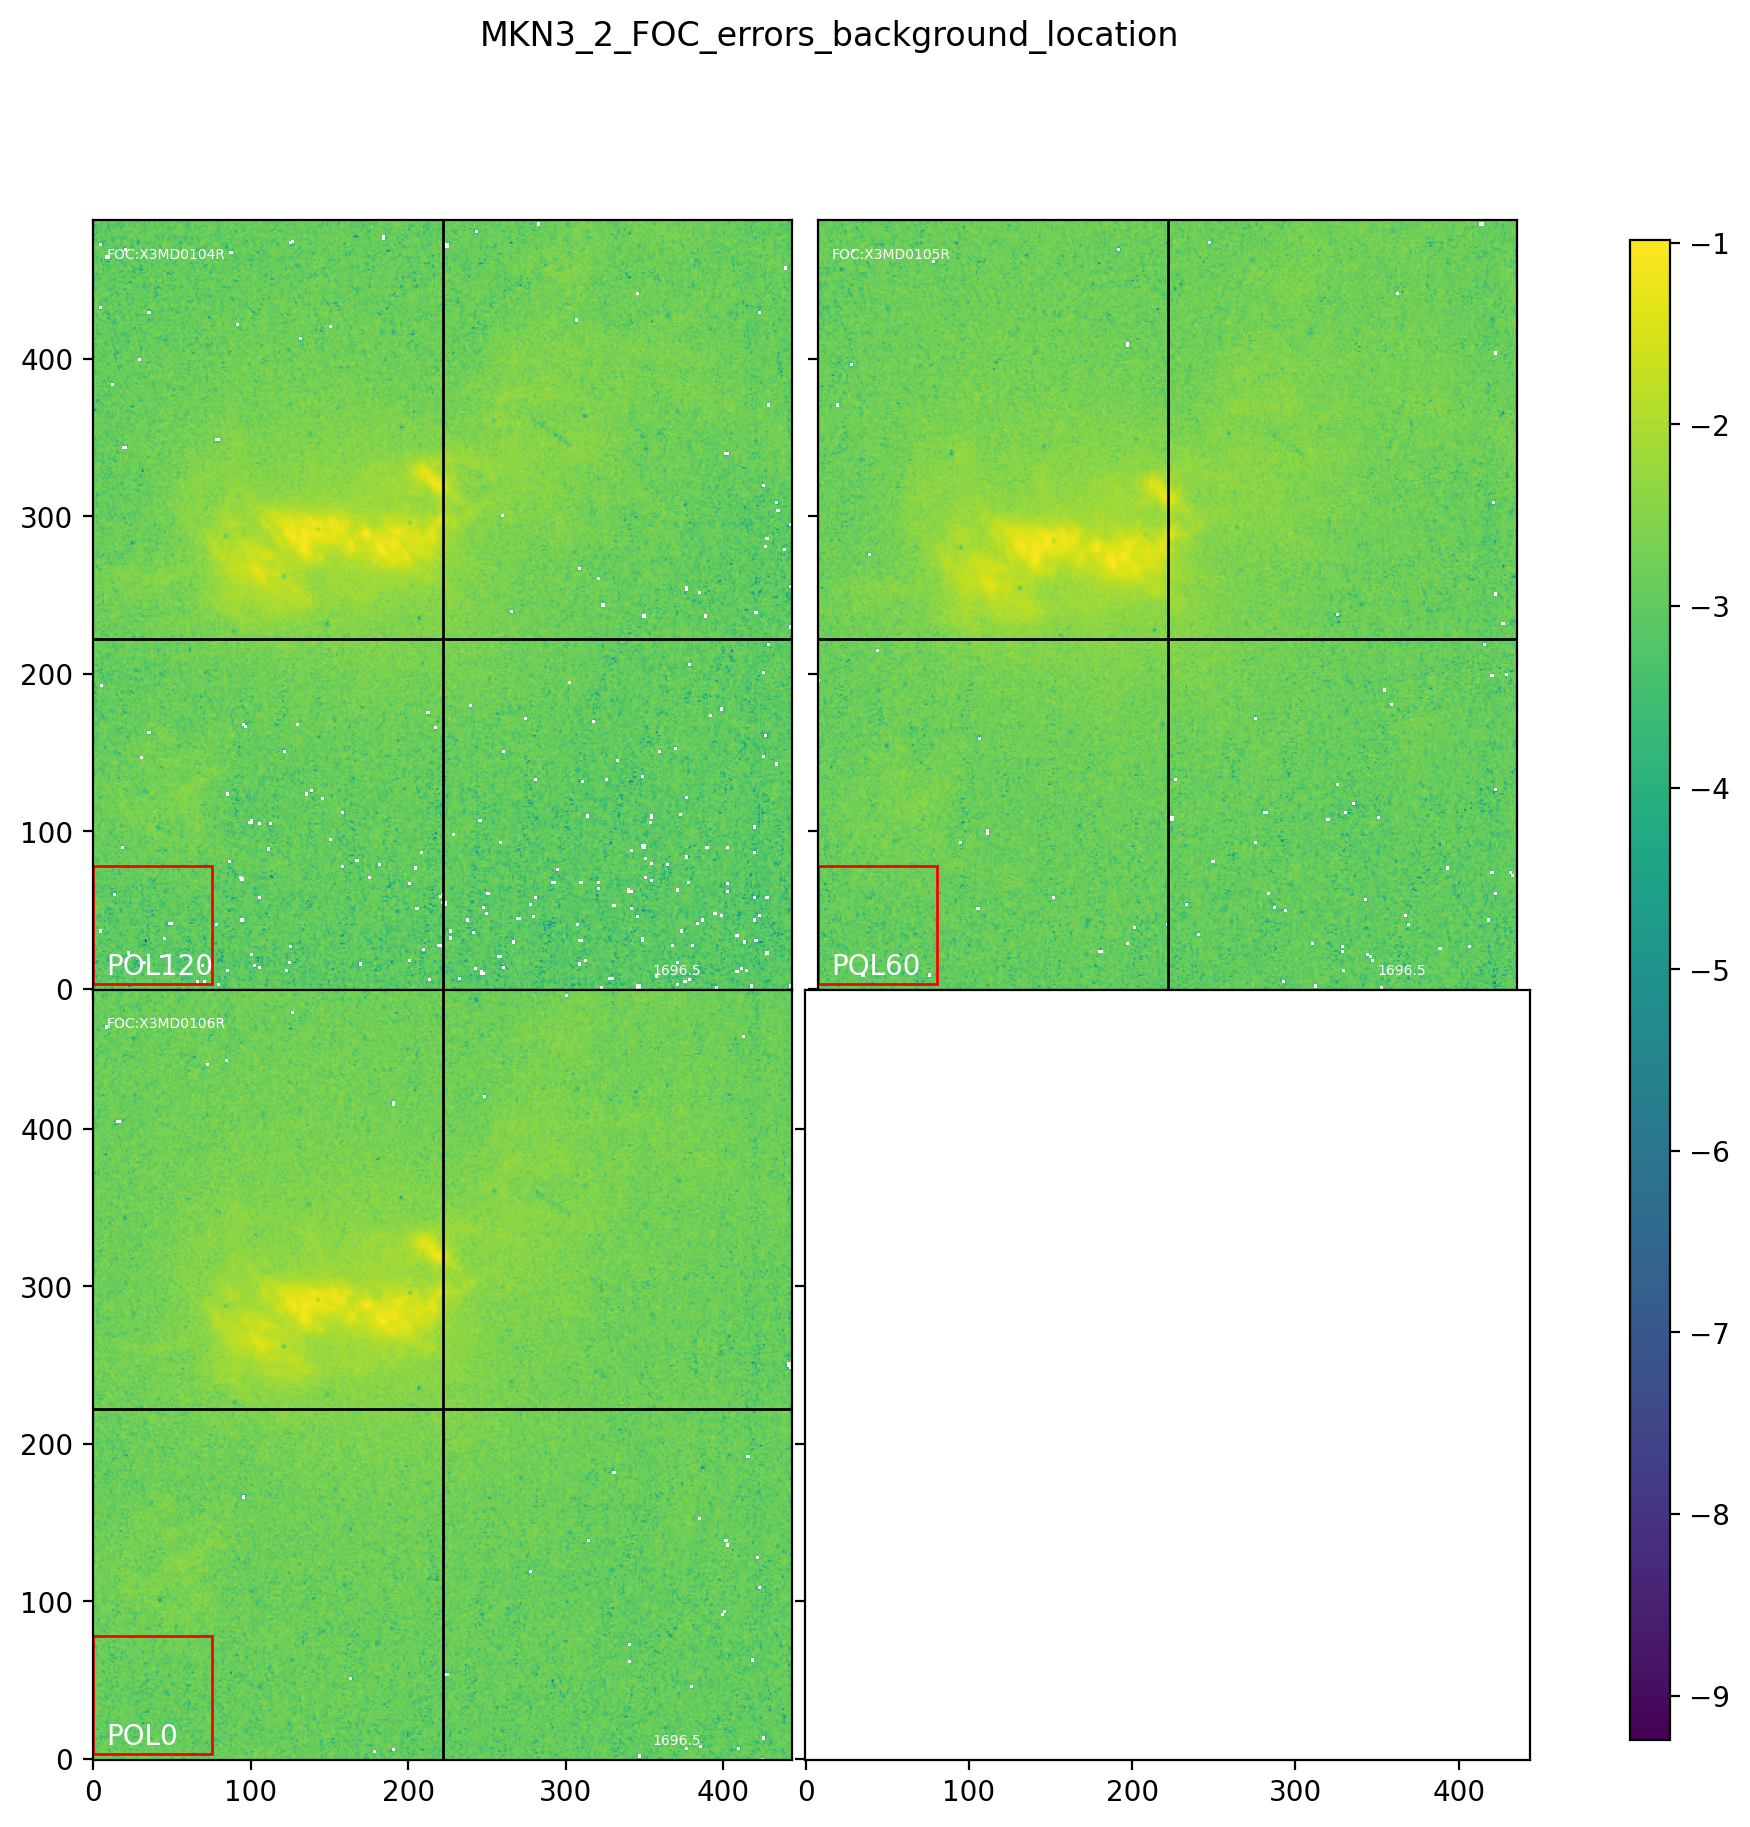 MKN3_2_FOC_errors_background_location
FOC:X3MD0104R
FOC:X3MD0105R
−1
400
−2
300
−3
200
−4
100
−5
POL120
1696.5
POL60
1696.5
0
FOC:X3MD0106R
−6
400
−7
300
200
−8
100
−9
POL0
1696.5
0
0 100 200 300 400 0 100 200 300 400